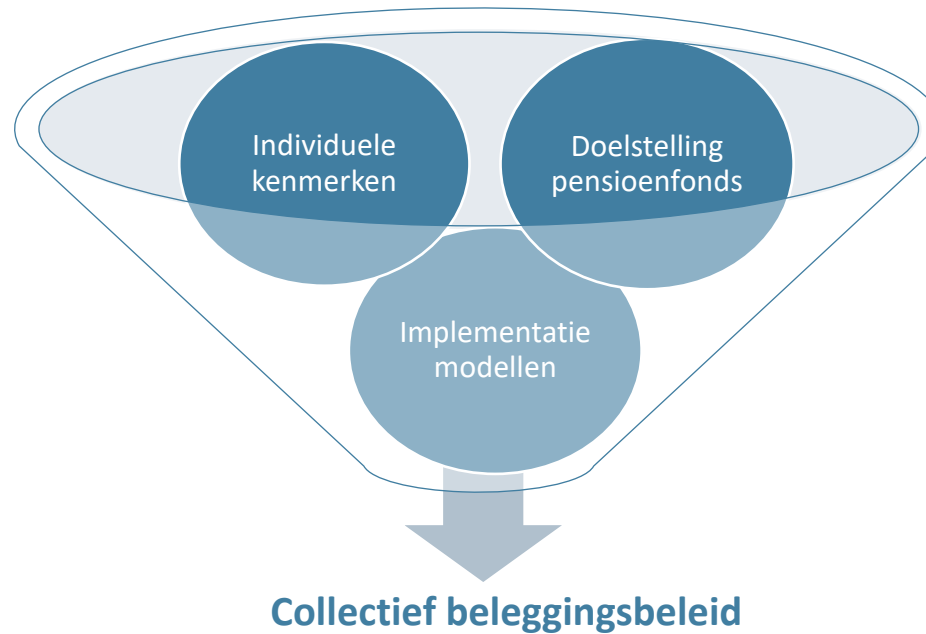 Individuele
kenmerken
Doelstelling
pensioenfonds
Implementatie
modellen
Collectief beleggingsbeleid